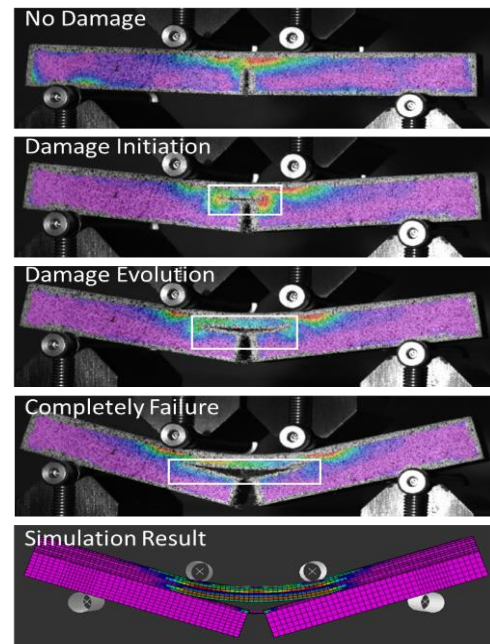 No Damage
Damage Initiation
Damage Evolution
Completely Failure
Simulation Result